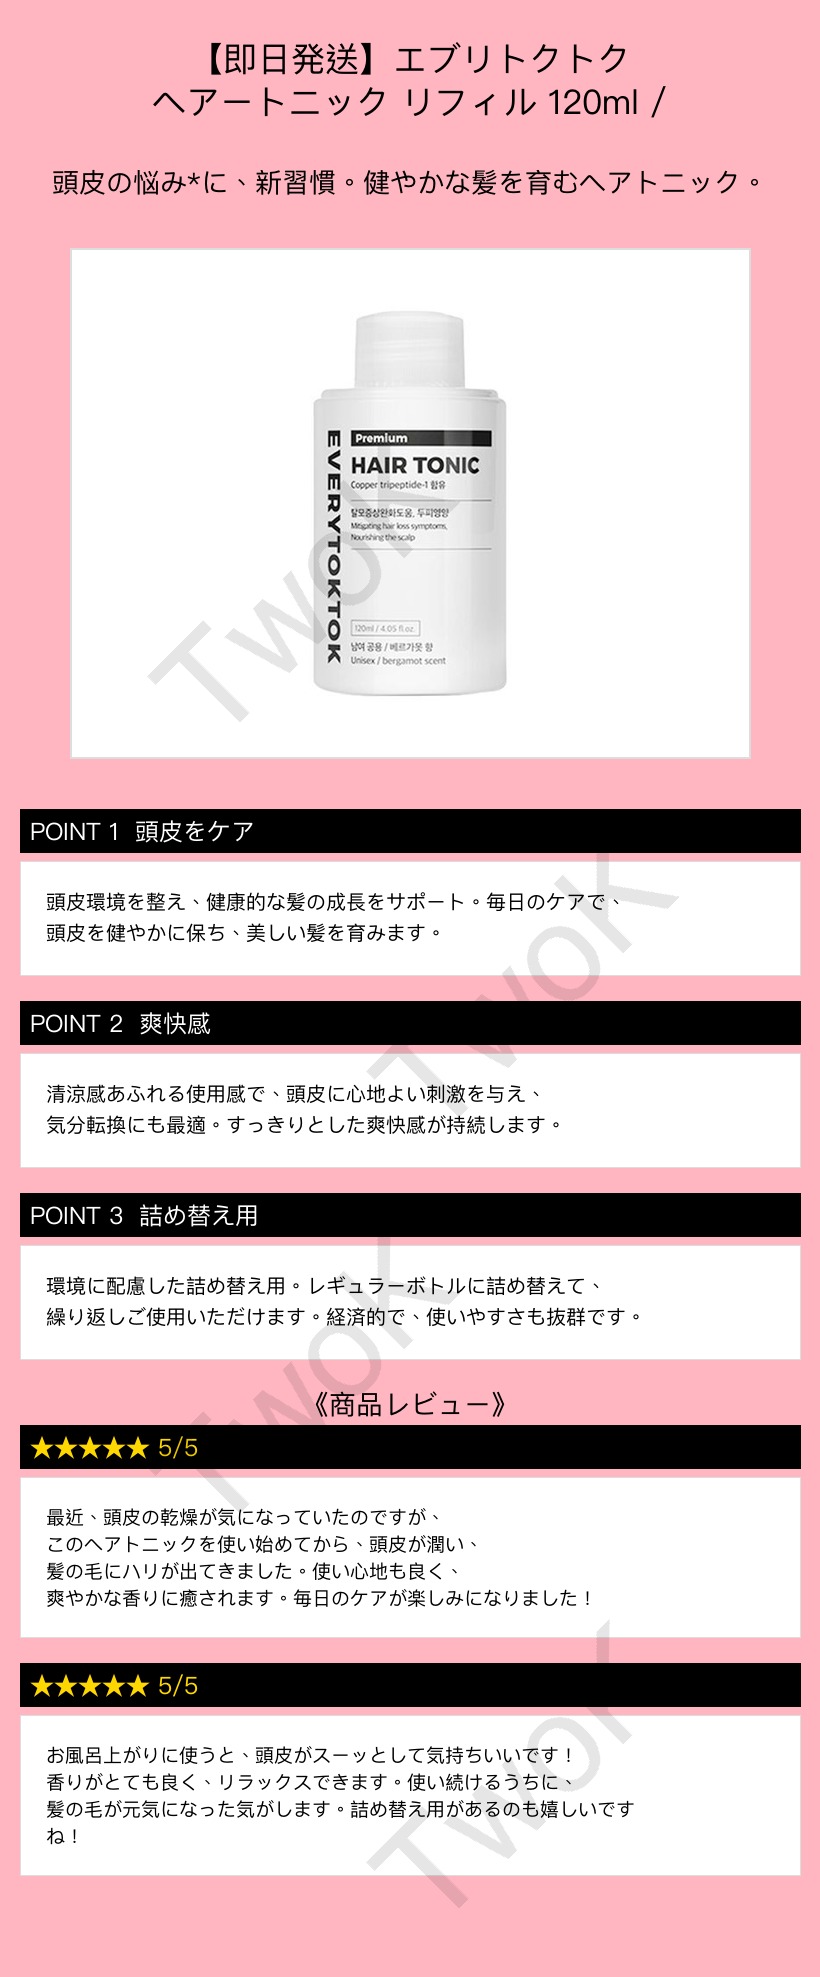 【即日発送】エブリトクトク
ヘアートニック リフィル 120ml /
頭皮の悩み*に、新習慣。健やかな髪を育むヘアトニック。
EVERYTOKTOK
Premium
HAIR TONIC
Copper tripeptide-1 함유
탈모증상완화도움, 두피영양
Mitigating hair loss symptoms,
Nourishing the scalp
120ml / 4.05 fl.oz.
남여 공용 / 베르가못 향
Unisex / bergamot scent
TwoK
POINT 1 頭皮をケア
頭皮環境を整え、健康的な髪の成長をサポート。毎日のケアで、
頭皮を健やかに保ち、美しい髪を育みます。
TwoK
POINT 2 爽快感
清涼感あふれる使用感で、頭皮に心地よい刺激を与え、
気分転換にも最適。すっきりとした爽快感が持続します。
POINT 3 詰め替え用
環境に配慮した詰め替え用。レギュラーボトルに詰め替えて、
繰り返しご使用いただけます。経済的で、使いやすさも抜群です。
TwoK
《商品レビュー》
★★★★★ 5/5
最近、頭皮の乾燥が気になっていたのですが、
このヘアトニックを使い始めてから、頭皮が潤い、
髪の毛にハリが出てきました。使い心地も良く、
爽やかな香りに癒されます。毎日のケアが楽しみになりました！
★★★★★ 5/5
お風呂上がりに使うと、頭皮がスーッとして気持ちいいです！
香りがとても良く、リラックスできます。使い続けるうちに、
髪の毛が元気になった気がします。詰め替え用があるのも嬉しいです
ね！
TwoK